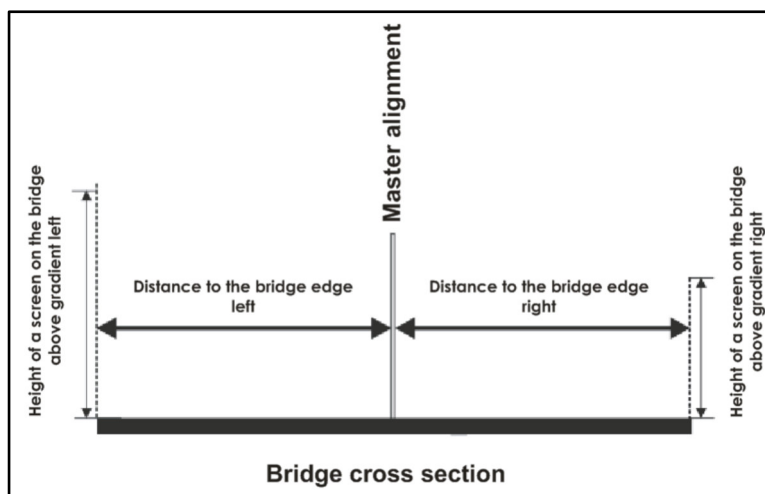 Master alignment
Height of a screen on the bridge
above gradient left
Distance to the bridge edge
left
Distance to the bridge edge
right
Height of a screen on the bridge
above gradient right
Bridge cross section